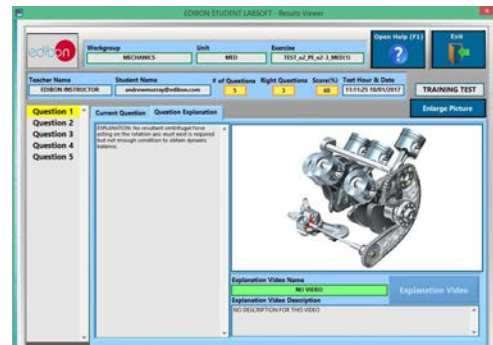 EDIBON STUDENT LABSOFT - Results Viewer
edibon
Workgroup
MECHANICS
Unit
MED
Exercise
TEST_n2_PE_n2-3_MED(1)
Open Help (F1)
?
Exit
Teacher Name
EDIBON INSTRUCTOR
Student Name
andrewmurray@edibon.com
# of Questions
5
Right Questions
3
Score(%)
60
Test Hour & Date
11:11:25 10/01/2017
TRAINING TEST
Question 1
Question 2
Question 3
Question 4
Question 5
Current Question
Question Explanation
Enlarge Picture
EXPLANATION: No resultant centrifugal force
acting on the rotation axis must exist is required
but not enough condition to obtain dynamic
balance.
Explanation Video Name
NO VIDEO
Explanation Video
Explanation Video Description
NO DESCRIPTION FOR THIS VIDEO